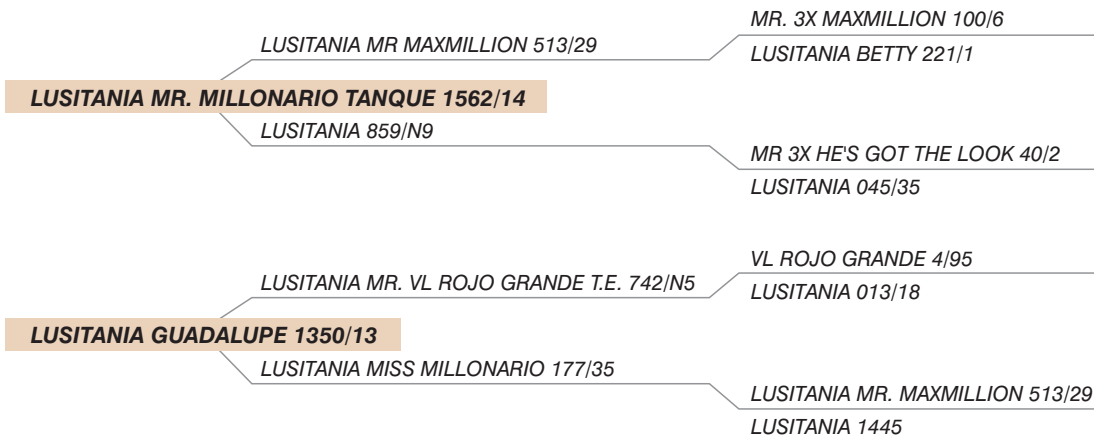 MR. 3X MAXMILLION 100/6
LUSITANIA MR MAXMILLION 513/29
LUSITANIA BETTY 221/1
LUSITANIA MR. MILLONARIO TANQUE 1562/14
LUSITANIA 859/N9
MR 3X HE'S GOT THE LOOK 40/2
LUSITANIA 045/35
VL ROJO GRANDE 4/95
LUSITANIA MR. VL ROJO GRANDE T.E. 742/N5
LUSITANIA 013/18
LUSITANIA GUADALUPE 1350/13
LUSITANIA MISS MILLONARIO 177/35
LUSITANIA MR. MAXMILLION 513/29
LUSITANIA 1445